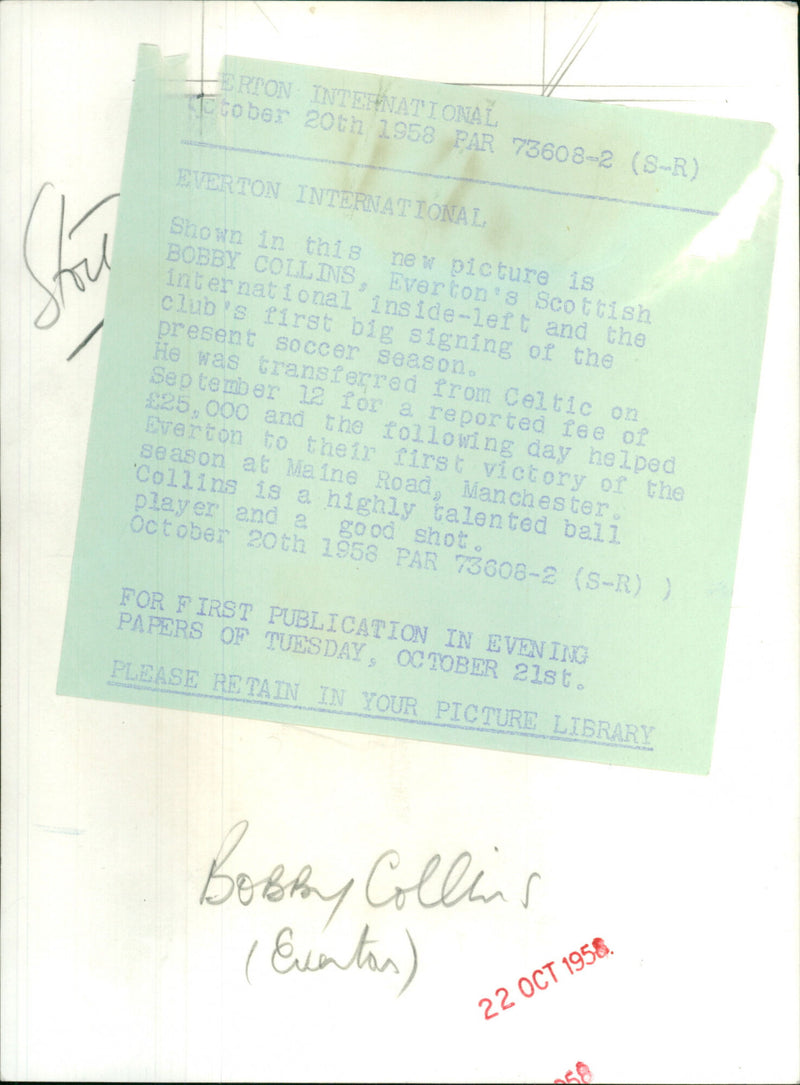 ERTON INTERNATIONAL
October 20th 1958 PAR 73608-2 (S-R)
EVERTON INTERNATIONAL
Shown in this new picture is
BOBBY COLLINS, Everton's Scottish
international inside-left and the
club's first big signing of the
present soccer season.
He was transferred from Celtic on
September 12 for a reported fee of
£25,000 and the following day helped
Everton to their first victory of the
season at Maine Road, Manchester.
Collins is a highly talented ball
player and a good shot.
October 20th 1958 PAR 73608-2 (S-R) )
FOR FIRST PUBLICATION IN EVENING
PAPERS OF TUESDAY, OCTOBER 21st.
PLEASE RETAIN IN YOUR PICTURE LIBRARY
Bobby Collins
(Everton)
22 OCT 1958.
58